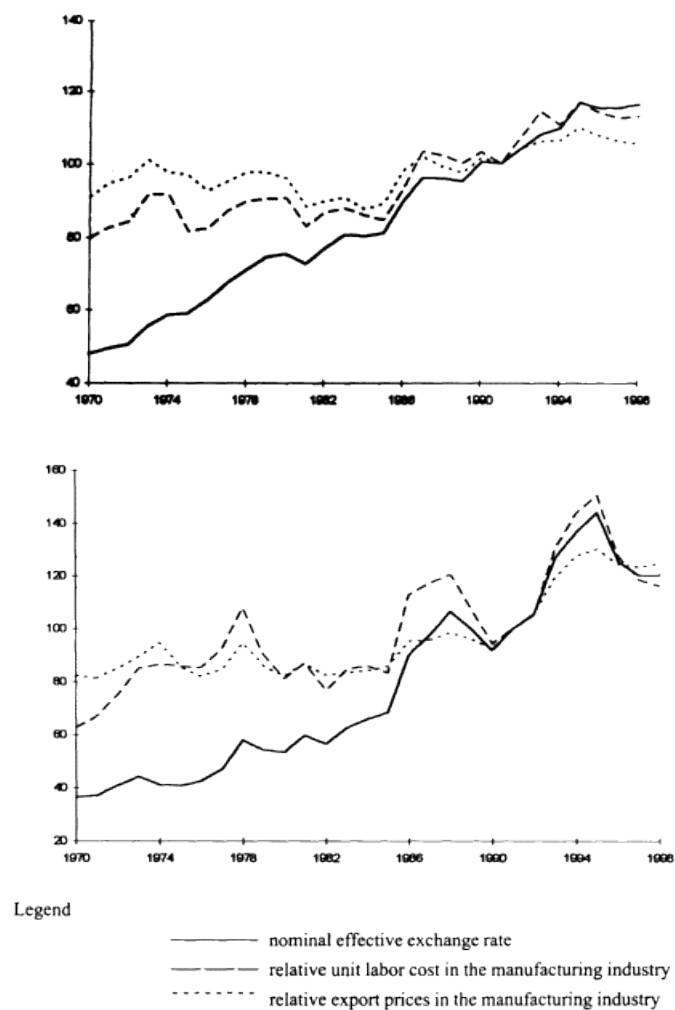 140
120
100
80
60
40
1970 1974 1978 1982 1986 1990 1994 1998
160
140
120
100
80
60
40
20
1970 1974 1978 1982 1986 1990 1994 1998
Legend
nominal effective exchange rate
relative unit labor cost in the manufacturing industry
relative export prices in the manufacturing industry